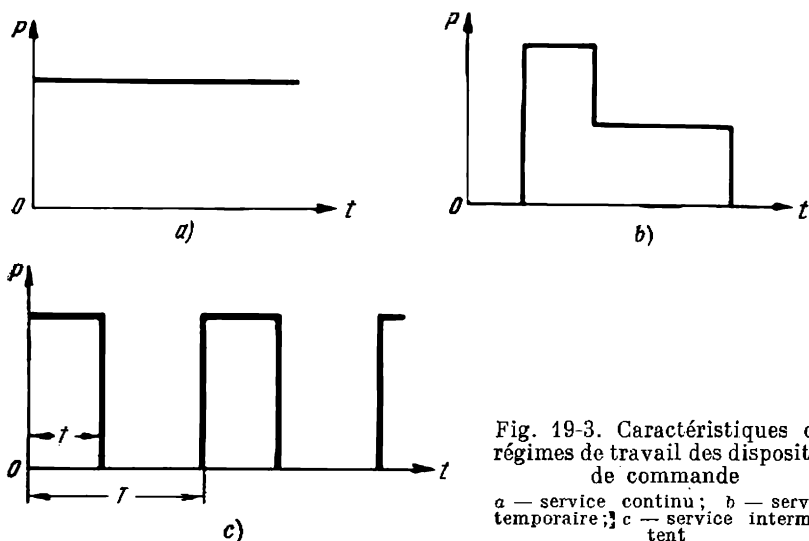 P
0
t
a)
P
0
t
b)
P
t
0
T
t
c)
Fig. 19-3. Caractéristiques
régimes de travail des disposit
de commande
a — service continu; b — serv
temporaire; c — service interm
tent